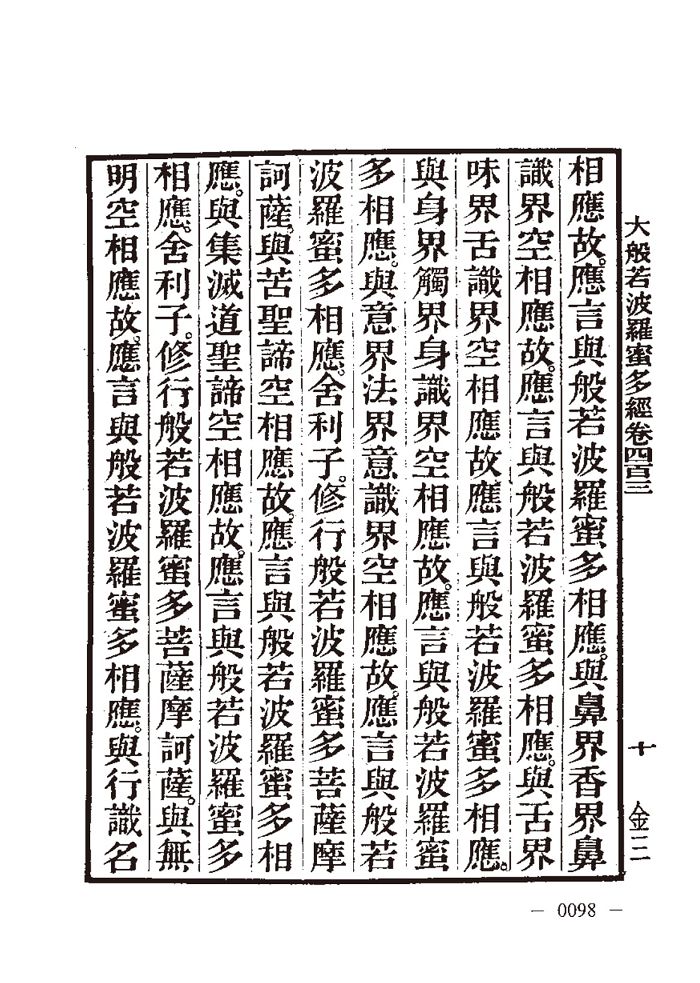 大般若波羅蜜多經卷四百三 十 金三
相應故。應言與般若波羅蜜多相應。與鼻界香界鼻
識界空相應故。應言與般若波羅蜜多相應。與舌界
味界舌識界空相應故應言與般若波羅蜜多相應。
與身界觸界身識界空相應故。應言與般若波羅蜜
多相應。與意界法界意識界空相應故。應言與般若
波羅蜜多相應。舍利子。修行般若波羅蜜多菩薩摩
訶薩。與苦聖諦空相應故。應言與般若波羅蜜多相
應。與集滅道聖諦空相應故。應言與般若波羅蜜多
相應。舍利子。修行般若波羅蜜多菩薩摩訶薩。與無
明空相應故。應言與般若波羅蜜多相應。與行識名
— 0098 —